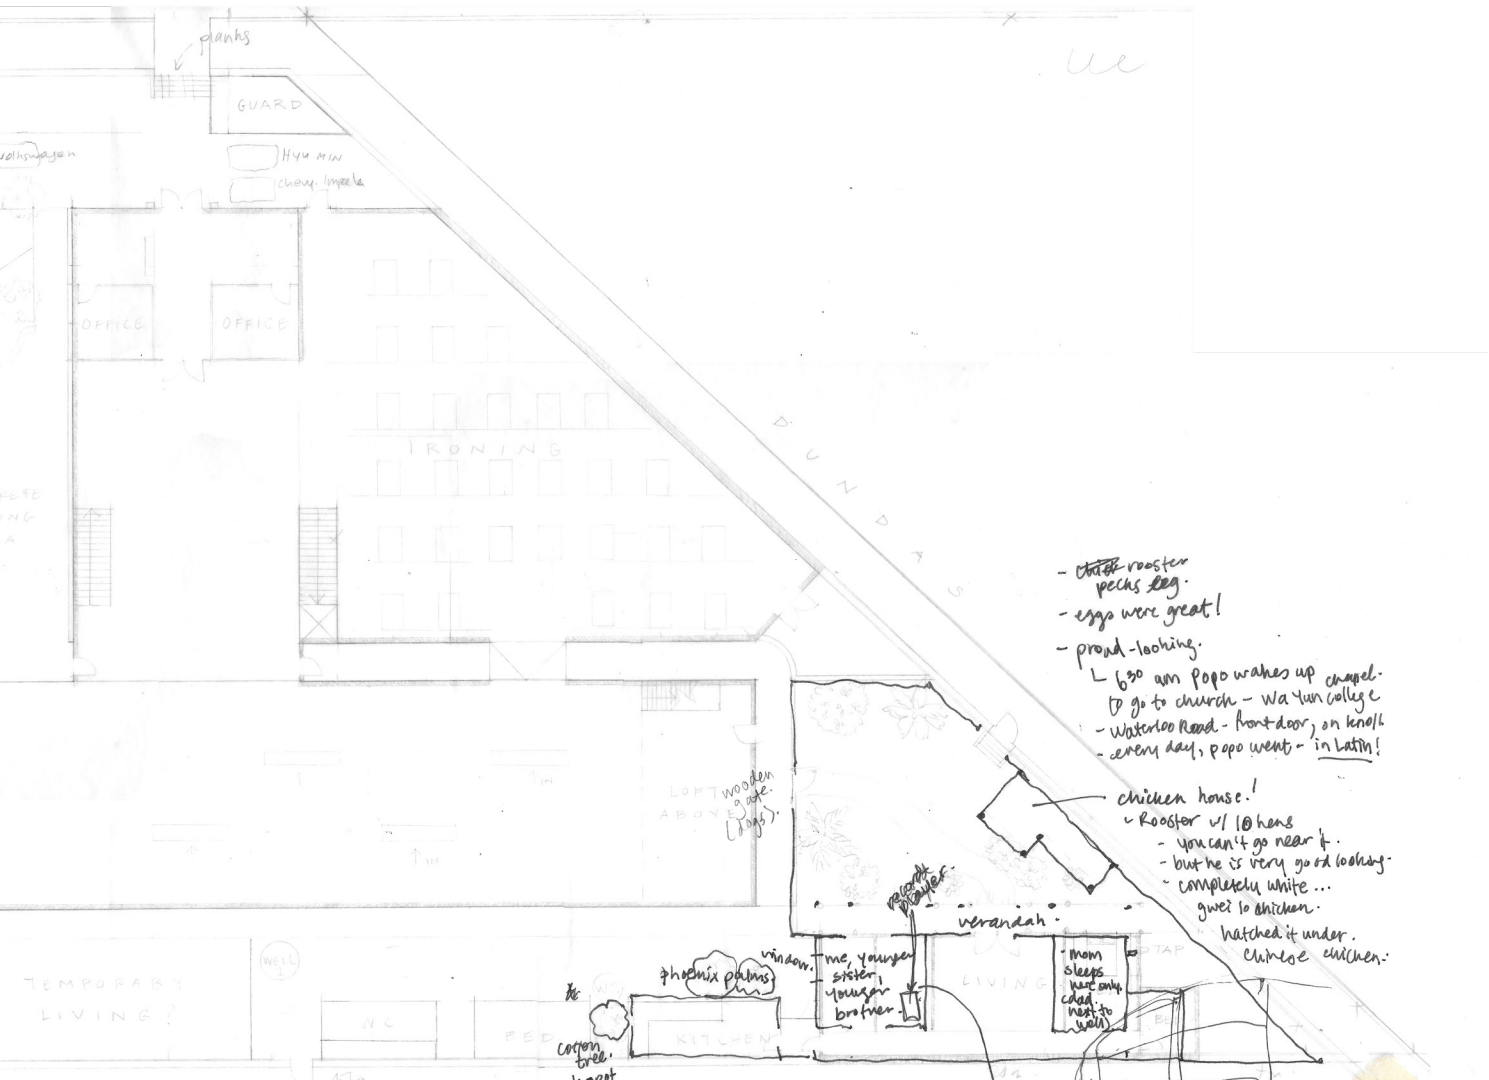 planks
GUARD
HYU MIN
chevy. Impala
volkswagen
OFFICE
OFFICE
IRONING
DUNDAS
- rooster
pecks leg.
- eggs were great!
- proud-looking.
6³⁰ am popo wakes up chapel.
to go to church - Wa Yun College
- Waterloo Road - front door, on knoll
- every day, popo went - in Latin!
chicken house!
- Rooster w/ 10 hens
- you can't go near it.
- but he is very good looking.
- completely white...
gwei lo chicken.
hatched it under.
chinese chicken.
LOFT
ABOVE
wooden
gate.
(dogs).
IN
IN
record
player.
verandah.
window.
- me, younger
- sister,
younger
brother.
LIVING
- mom
sleeps
here only.
(dad.
next to
well)
TAP
WELL
TEMPORARY
LIVING?
WC
BED
phoenix palms
KITCHEN
cotton
tree.